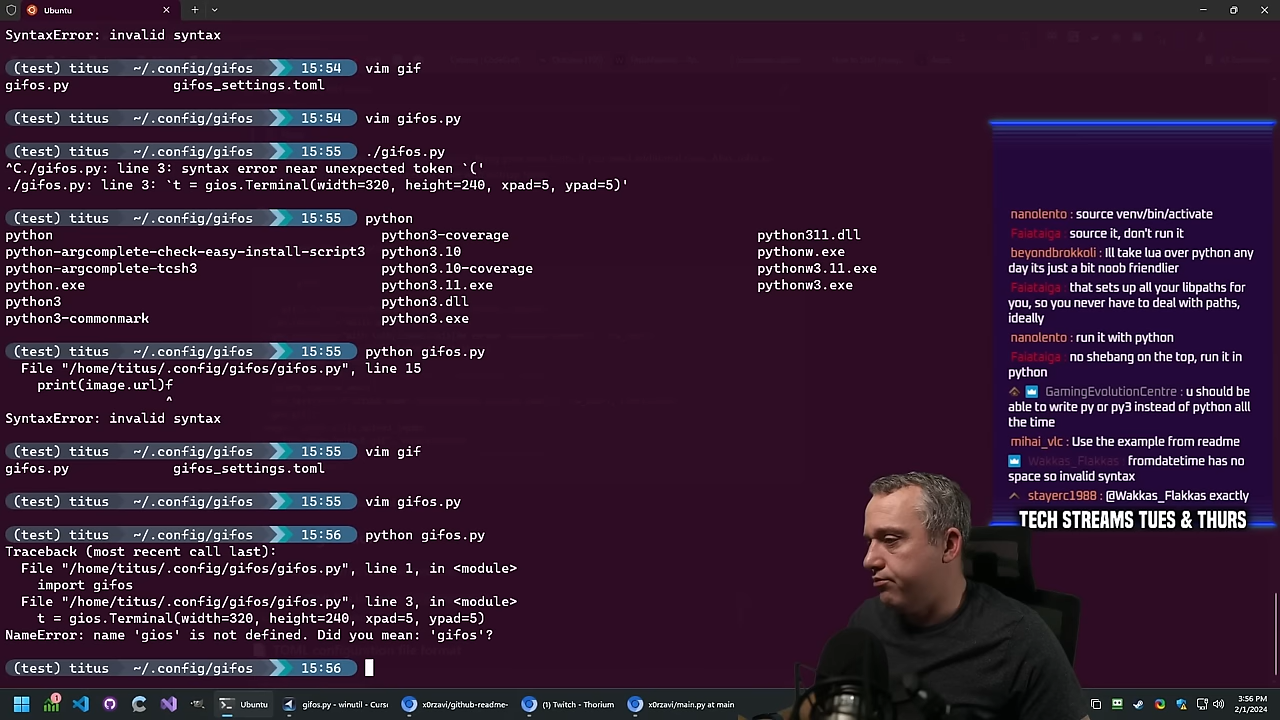 Ubuntu
SyntaxError: invalid syntax
(test) titus ~/.config/gifos 15:54 vim gif
gifos.py gifos_settings.toml
(test) titus ~/.config/gifos 15:54 vim gifos.py
(test) titus ~/.config/gifos 15:55 ./gifos.py
^C./gifos.py: line 3: syntax error near unexpected token `('
./gifos.py: line 3: `t = gios.Terminal(width=320, height=240, xpad=5, ypad=5)'
(test) titus ~/.config/gifos 15:55 python
python python3-coverage python311.dll
python-argcomplete-check-easy-install-script3 python3.10 pythonw.exe
python-argcomplete-tcsh3 python3.10-coverage pythonw3.11.exe
python.exe python3.11.exe pythonw3.exe
python3 python3.dll
python3-commonmark python3.exe
(test) titus ~/.config/gifos 15:55 python gifos.py
File "/home/titus/.config/gifos/gifos.py", line 15
print(image.url)f
^
SyntaxError: invalid syntax
(test) titus ~/.config/gifos 15:55 vim gif
gifos.py gifos_settings.toml
(test) titus ~/.config/gifos 15:55 vim gifos.py
(test) titus ~/.config/gifos 15:56 python gifos.py
Traceback (most recent call last):
File "/home/titus/.config/gifos/gifos.py", line 1, in <module>
import gifos
File "/home/titus/.config/gifos/gifos.py", line 3, in <module>
t = gios.Terminal(width=320, height=240, xpad=5, ypad=5)
NameError: name 'gios' is not defined. Did you mean: 'gifos'?
(test) titus ~/.config/gifos 15:56
nanolento : source venv/bin/activate
Faiataiga : source it, don't run it
beyondbrokkoli : Ill take lua over python any
day its just a bit noob friendlier
Faiataiga : that sets up all your libpaths for
you, so you never have to deal with paths,
ideally
nanolento : run it with python
Faiataiga : no shebang on the top, run it in
python
GamingEvolutionCentre : u should be
able to write py or py3 instead of python alll
the time
mihai_vlc : Use the example from readme
Wakkas_Flakkas : fromdatetime has no
space so invalid syntax
stayerc1988 : @Wakkas_Flakkas exactly
TECH STREAMS TUES & THURS
Ubuntu
gifos.py - winutil - Curs
x0rzavi/github-readme-
(1) Twitch - Thorium
x0rzavi/main.py at main
3:56 PM
2/1/2024